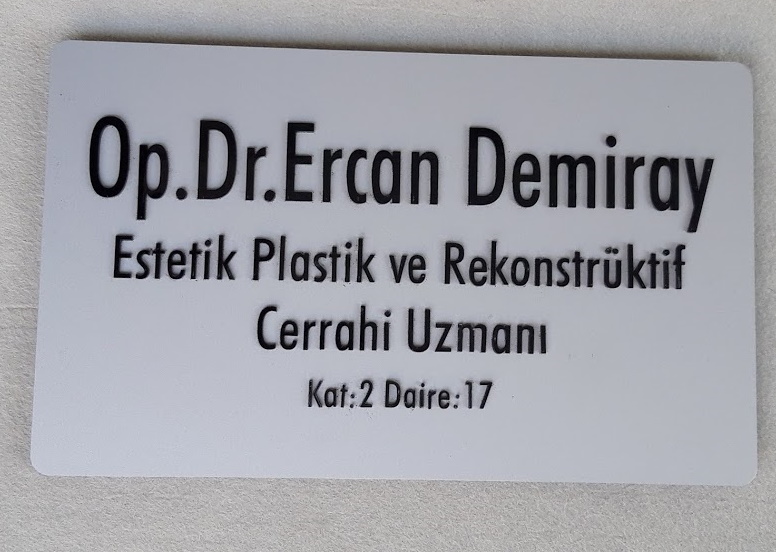 Op.Dr.Ercan Demiray
Estetik Plastik ve Rekonstrüktif
Cerrahi Uzmanı
Kat:2 Daire:17